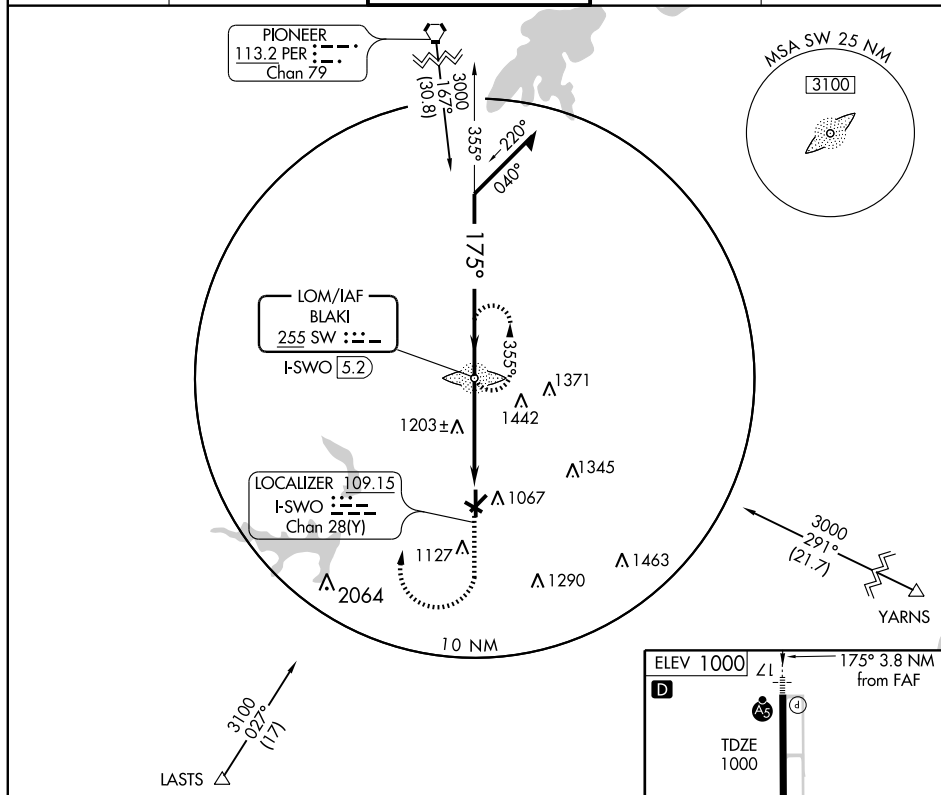 PIONEER
113.2 PER
Chan 79
3000
167°
(30.8)
355°
220°
040°
MSA SW 25 NM
3100
175°
LOM/IAF
BLAKI
255 SW
I-SWO 5.2
355°
1371
1442
1203±
1345
LOCALIZER 109.15
I-SWO
Chan 28(Y)
1067
1127
1290
1463
2064
10 NM
3000
291°
(21.7)
YARNS
3100
027°
(17)
LASTS
ELEV 1000
D
17
175° 3.8 NM
from FAF
A5
P
TDZE
1000